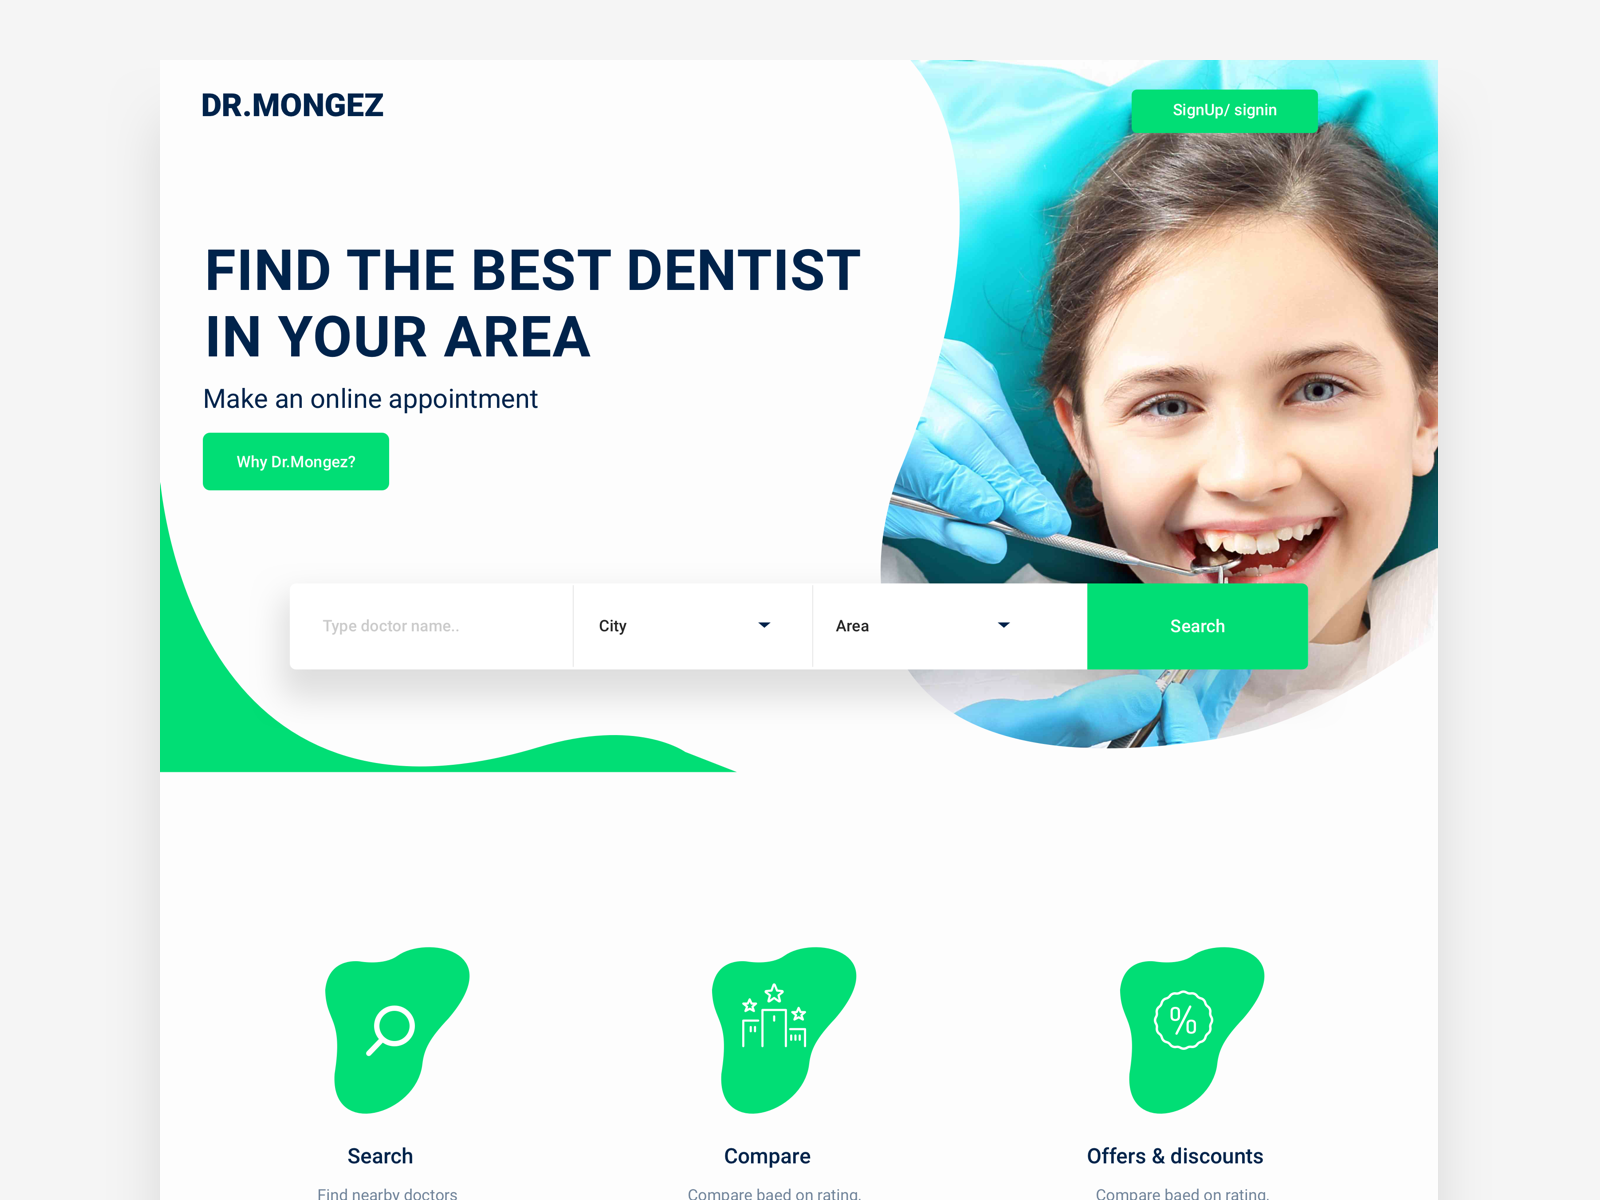 DR.MONGEZ
SignUp/ signin
FIND THE BEST DENTIST
IN YOUR AREA
Make an online appointment
Why Dr.Mongez?
Type doctor name..
City
Area
Search
%
Search
Compare
Offers & discounts
Find nearby doctors
Compare baed on rating,
Compare baed on rating,